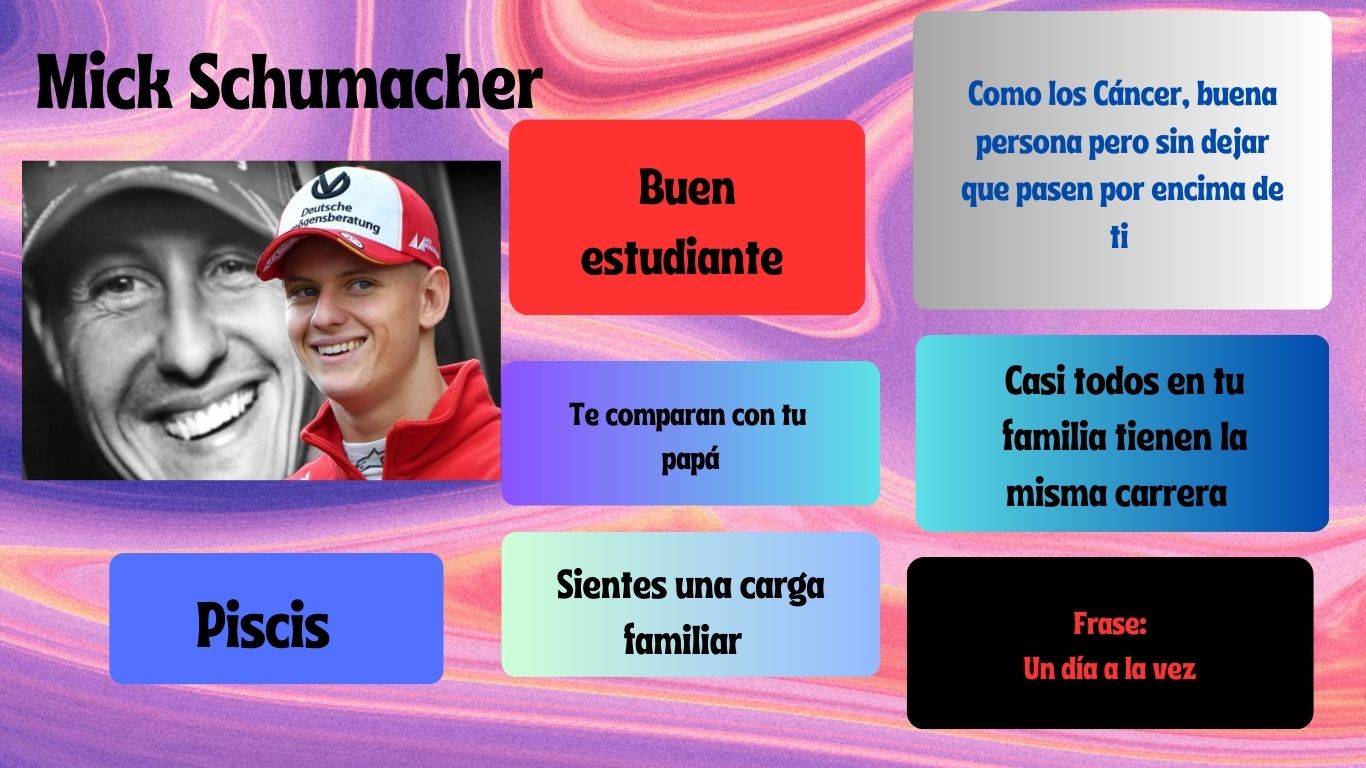 Mick Schumacher
Deutsche
Buen
estudiante
Te comparan con tu
papá
Piscis
Sientes una carga
familiar
Como los Cáncer, buena
persona pero sin dejar
que pasen por encima de
ti
Casi todos en tu
familia tienen la
misma carrera
Frase:
Un día a la vez